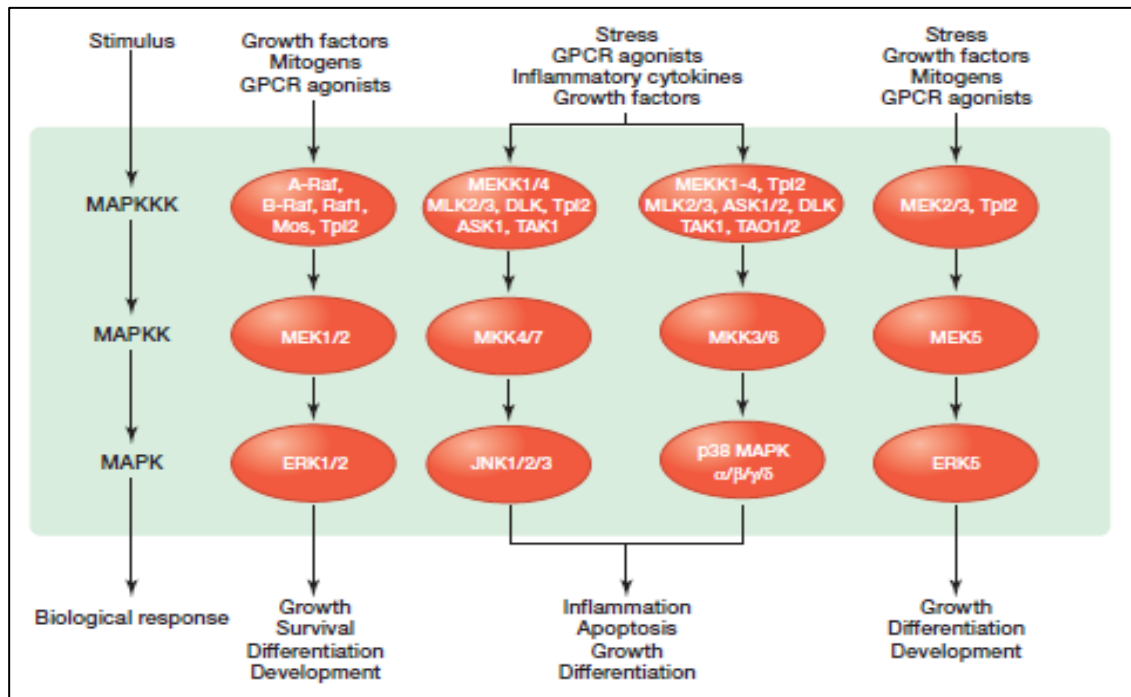 Stimulus
Growth factors
Mitogens
GPCR agonists
Stress
GPCR agonists
Inflammatory cytokines
Growth factors
Stress
Growth factors
Mitogens
GPCR agonists
MAPKKK
A-Raf,
B-Raf, Raf1,
Mos, Tpl2
MEKK1/4
MLK2/3, DLK, Tpl2
ASK1, TAK1
MEKK1-4, Tpl2
MLK2/3, ASK1/2, DLK
TAK1, TAO1/2
MEK2/3, Tpl2
MAPKK
MEK1/2
MKK4/7
MKK3/6
MEK5
MAPK
ERK1/2
JNK1/2/3
p38 MAPK
α/β/γ/δ
ERK5
Biological response
Growth
Survival
Differentiation
Development
Inflammation
Apoptosis
Growth
Differentiation
Growth
Differentiation
Development